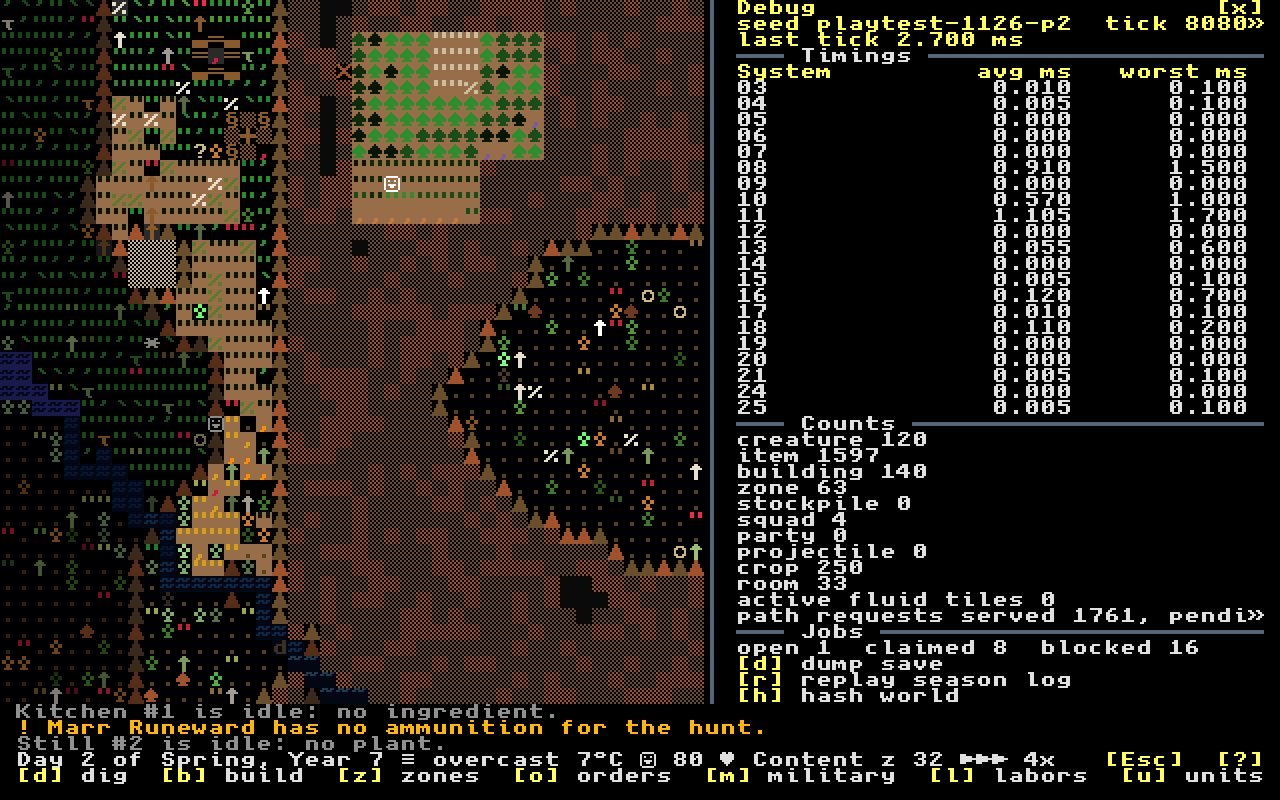 Debug [x]
seed playtest-1126-p2 tick 8080»
last tick 2.700 ms
Timings
System avg ms worst ms
03 0.010 0.100
04 0.005 0.100
05 0.000 0.100
06 0.000 0.000
07 0.000 0.000
08 0.910 1.500
09 0.000 0.000
10 0.570 1.000
11 1.105 1.700
12 0.000 0.000
13 0.055 0.600
14 0.000 0.000
15 0.005 0.100
16 0.120 0.700
17 0.010 0.100
18 0.110 0.200
19 0.000 0.000
20 0.000 0.000
21 0.005 0.100
24 0.000 0.000
25 0.005 0.100
Counts
creature 120
item 1597
building 140
zone 63
stockpile 0
squad 4
party 0
projectile 0
crop 250
room 33
active fluid tiles 0
path requests served 1761, pendi»
Jobs
open 1 claimed 8 blocked 16
[d] dump save
[r] replay season log
[h] hash world
Kitchen #1 is idle: no ingredient.
! Marr Runeward has no ammunition for the hunt.
Still #2 is idle: no plant.
Day 2 of Spring, Year 7 ≡ overcast 7°C ☺ 80 ♥ Content z 32 ►►► 4x [Esc] [?]
[d] dig [b] build [z] zones [o] orders [m] military [l] labors [u] units